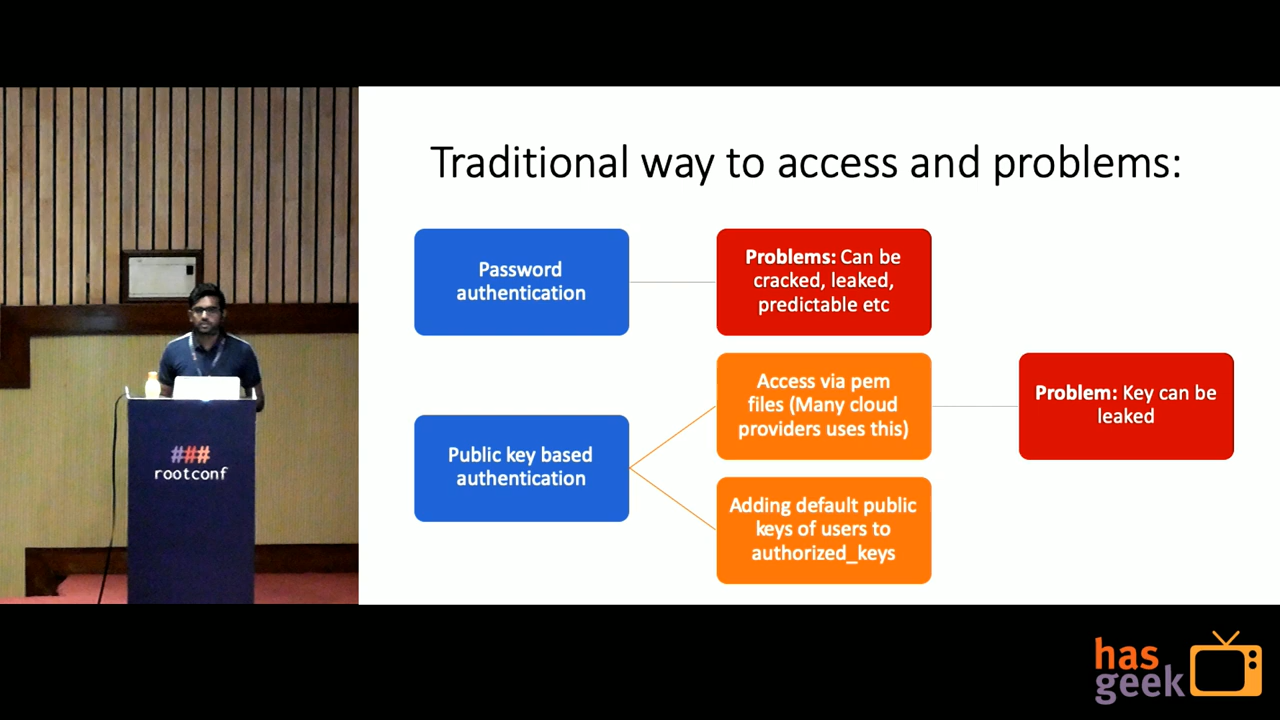 Traditional way to access and problems:
Password
authentication
Problems: Can be
cracked, leaked,
predictable etc
Public key based
authentication
Access via pem
files (Many cloud
providers uses this)
Problem: Key can be
leaked
Adding default public
keys of users to
authorized_keys
###
rootconf
has
geek